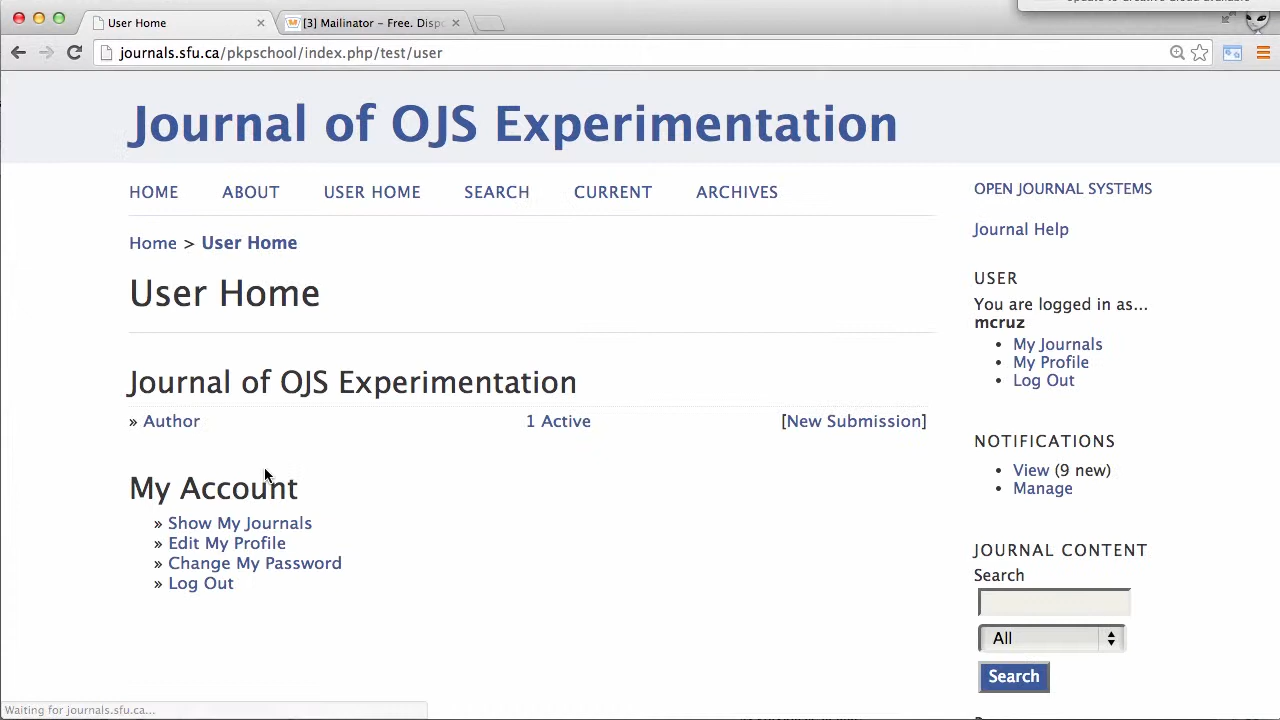 User Home
[3] Mailinator - Free. Dispo
journals.sfu.ca/pkpschool/index.php/test/user
Journal of OJS Experimentation
HOME ABOUT USER HOME SEARCH CURRENT ARCHIVES
Home > User Home
User Home
Journal of OJS Experimentation
» Author 1 Active [New Submission]
My Account
» Show My Journals
» Edit My Profile
» Change My Password
» Log Out
OPEN JOURNAL SYSTEMS
Journal Help
USER
You are logged in as...
mcruz
• My Journals
• My Profile
• Log Out
NOTIFICATIONS
• View (9 new)
• Manage
JOURNAL CONTENT
Search
All
Search
Waiting for journals.sfu.ca...